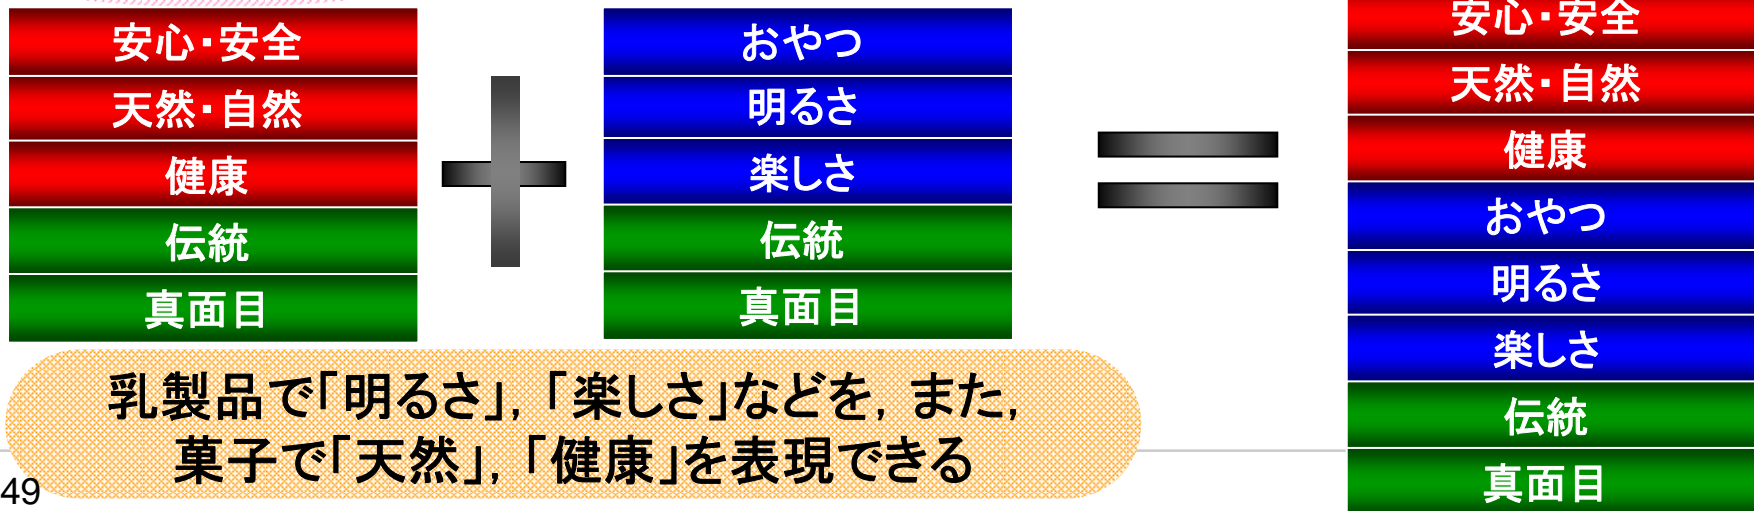 安心・安全
天然・自然
健康
伝統
真面目
おやつ
明るさ
楽しさ
伝統
真面目
安心・安全
天然・自然
健康
おやつ
明るさ
楽しさ
伝統
真面目
乳製品で「明るさ」,「楽しさ」などを, また,
菓子で「天然」,「健康」を表現できる
49